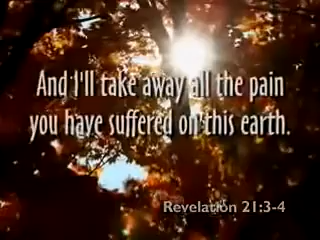 And I'll take away all the pain
you have suffered on this earth.
Revelation 21:3-4